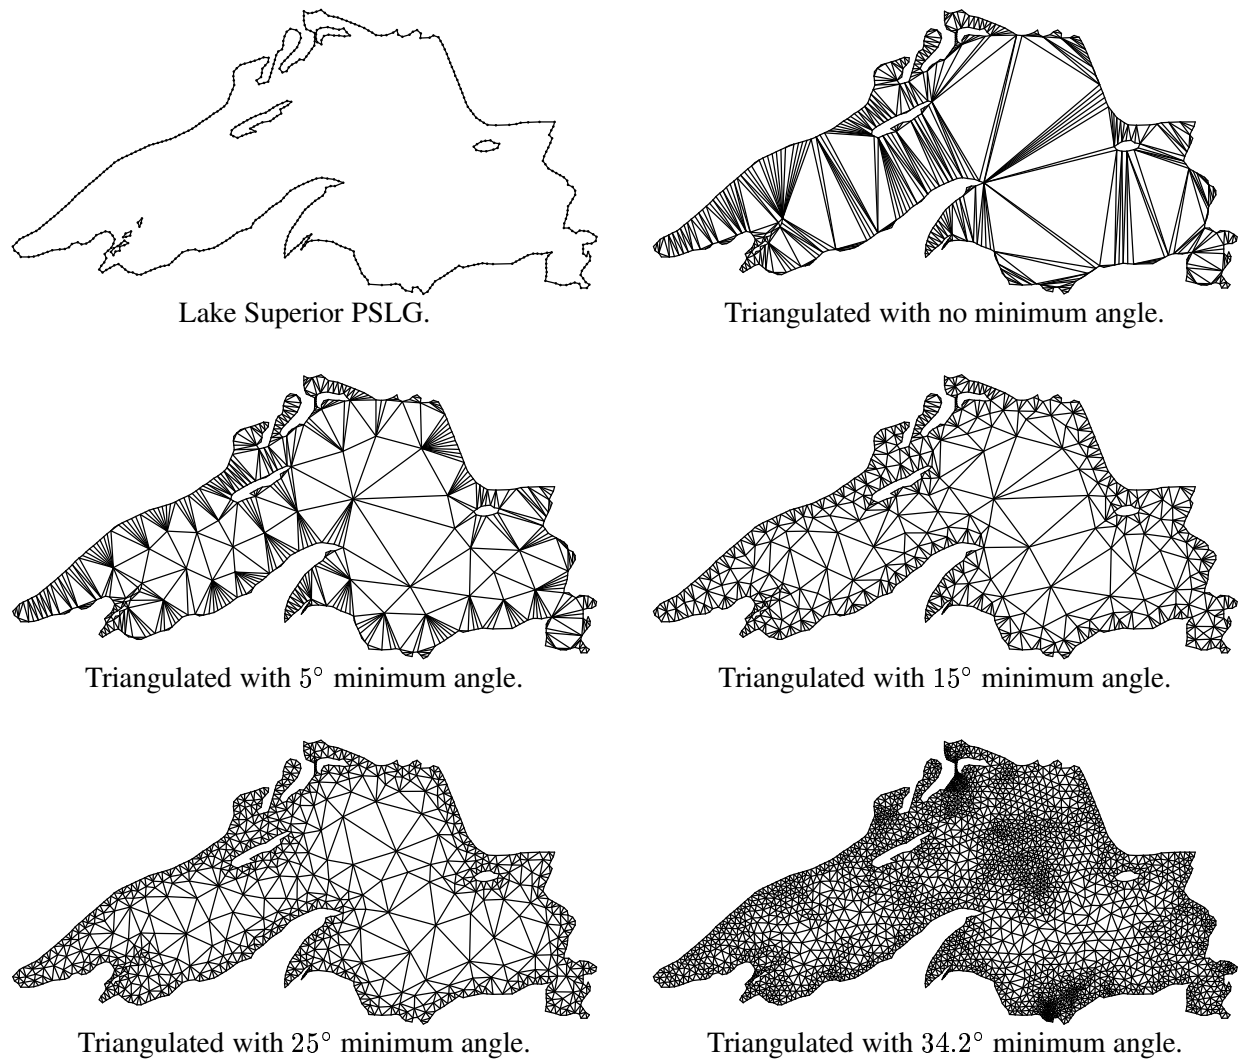 Lake Superior PSLG.
Triangulated with no minimum angle.
Triangulated with 5° minimum angle.
Triangulated with 15° minimum angle.
Triangulated with 25° minimum angle.
Triangulated with 34.2° minimum angle.